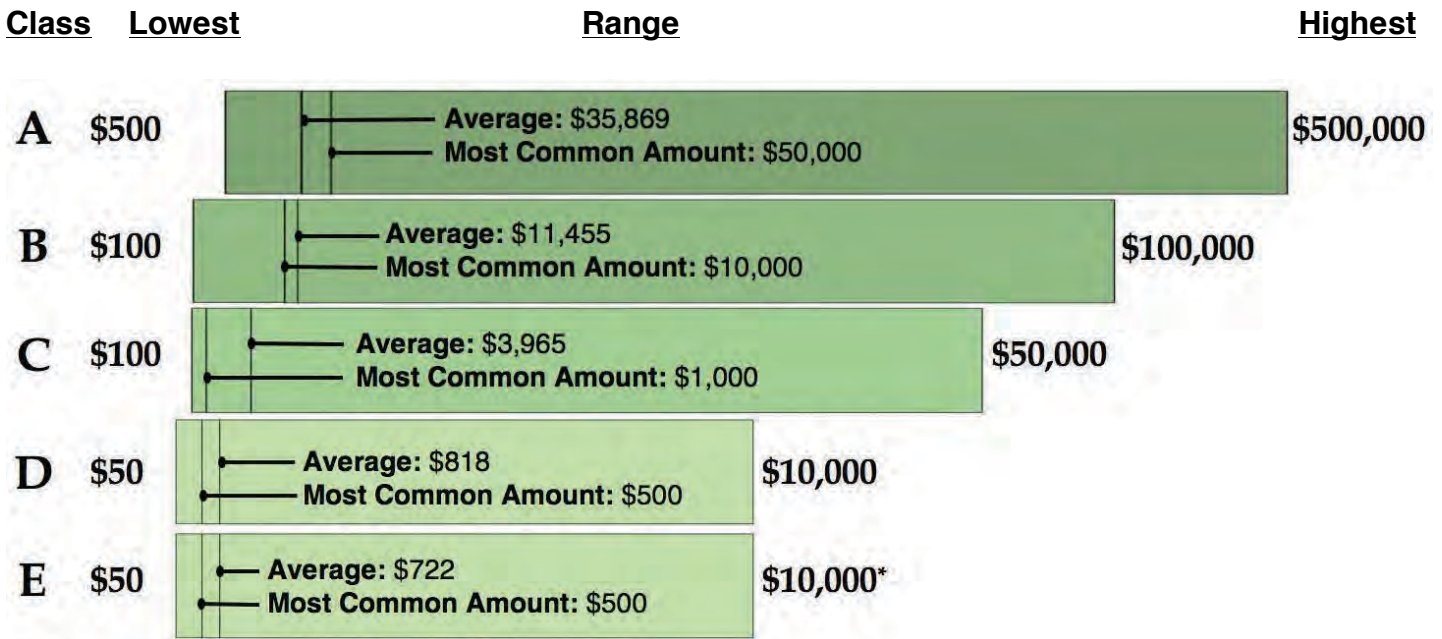 Class Lowest Range Highest
A $500 Average: $35,869 $500,000
Most Common Amount: $50,000
B $100 Average: $11,455 $100,000
Most Common Amount: $10,000
C $100 Average: $3,965 $50,000
Most Common Amount: $1,000
D $50 Average: $818 $10,000
Most Common Amount: $500
E $50 Average: $722 $10,000*
Most Common Amount: $500